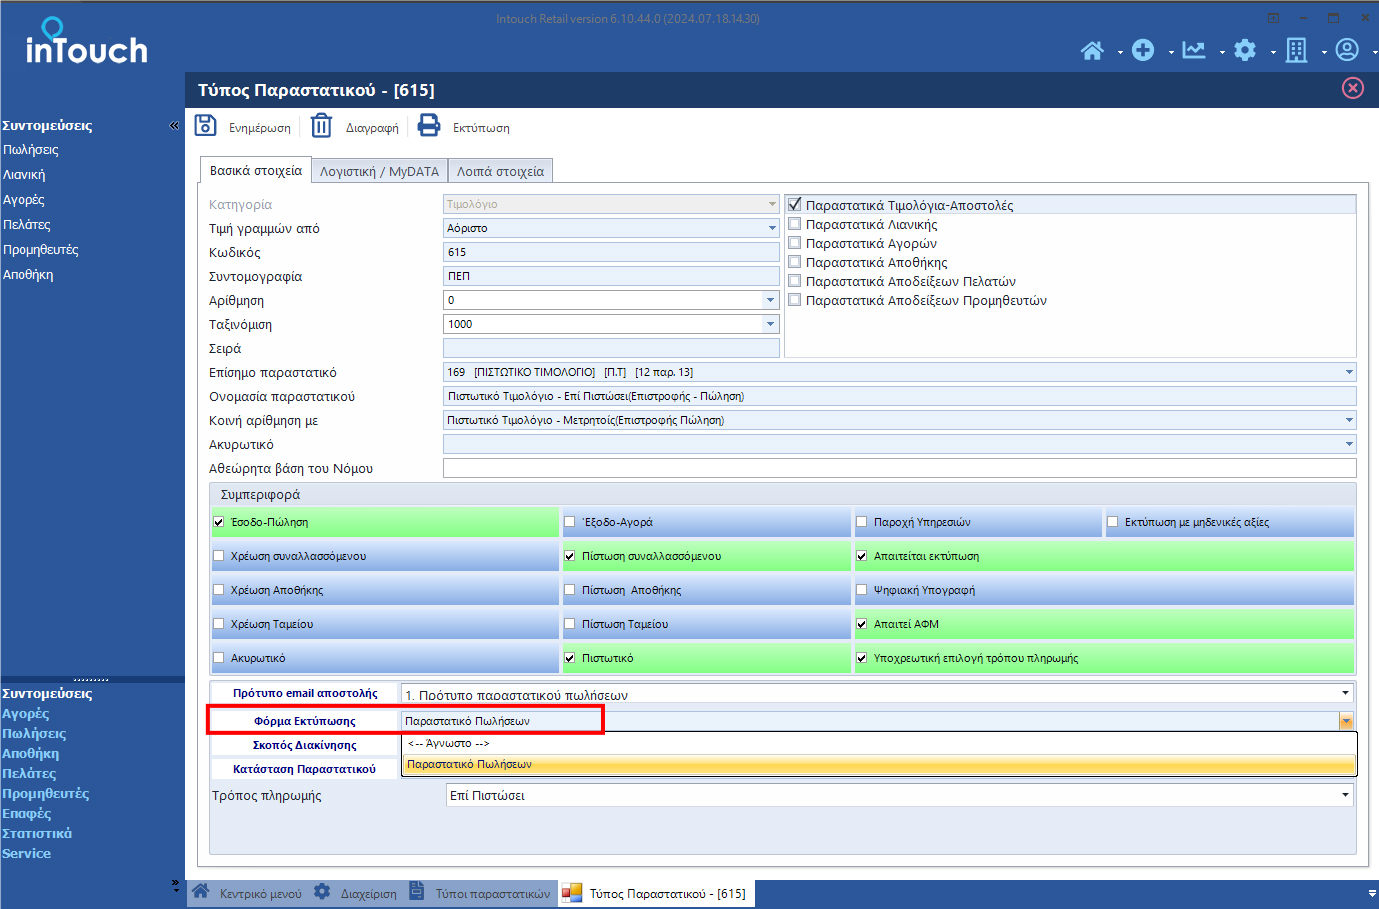 Intouch Retail version 6.10.44.0 (2024.07.18.1430)
inTouch
Τύπος Παραστατικού - [615]
Συντομεύσεις «
Πωλήσεις
Λιανική
Αγορές
Πελάτες
Προμηθευτές
Αποθήκη
Ενημέρωση Διαγραφή Εκτύπωση
Βασικά στοιχεία Λογιστική / MyDATA Λοιπά στοιχεία
Κατηγορία Τιμολόγιο
Τιμή γραμμών από Αόριστο
Κωδικός 615
Συντομογραφία ΠΕΠ
Αρίθμηση 0
Ταξινόμιση 1000
Σειρά
Παραστατικά Τιμολόγια-Αποστολές
Παραστατικά Λιανικής
Παραστατικά Αγορών
Παραστατικά Αποθήκης
Παραστατικά Αποδείξεων Πελατών
Παραστατικά Αποδείξεων Προμηθευτών
Επίσημο παραστατικό 169 [ΠΙΣΤΩΤΙΚΟ ΤΙΜΟΛΟΓΙΟ] [Π.Τ] [12 παρ. 13]
Ονομασία παραστατικού Πιστωτικό Τιμολόγιο - Επί Πιστώσει(Επιστροφής - Πώληση)
Κοινή αρίθμηση με Πιστωτικό Τιμολόγιο - Μετρητοίς(Επιστροφής Πώληση)
Ακυρωτικό
Αθεώρητα βάση του Νόμου
Συμπεριφορά
Έσοδο-Πώληση Έξοδο-Αγορά Παροχή Υπηρεσιών Εκτύπωση με μηδενικές αξίες
Χρέωση συναλλασσόμενου Πίστωση συναλλασσόμενου Απαιτείται εκτύπωση
Χρέωση Αποθήκης Πίστωση Αποθήκης Ψηφιακή Υπογραφή
Χρέωση Ταμείου Πίστωση Ταμείου Απαιτεί ΑΦΜ
Ακυρωτικό Πιστωτικό Υποχρεωτική επιλογή τρόπου πληρωμής
Πρότυπο email αποστολής 1. Πρότυπο παραστατικού πωλήσεων
Φόρμα Εκτύπωσης Παραστατικό Πωλήσεων
Σκοπός Διακίνησης <-- Άγνωστο -->
Κατάσταση Παραστατικού Παραστατικό Πωλήσεων
Τρόπος πληρωμής Επί Πιστώσει
Συντομεύσεις
Αγορές
Πωλήσεις
Αποθήκη
Πελάτες
Προμηθευτές
Επαφές
Στατιστικά
Service
»
Κεντρικό μενού Διαχείριση Τύποι παραστατικών Τύπος Παραστατικού - [615]